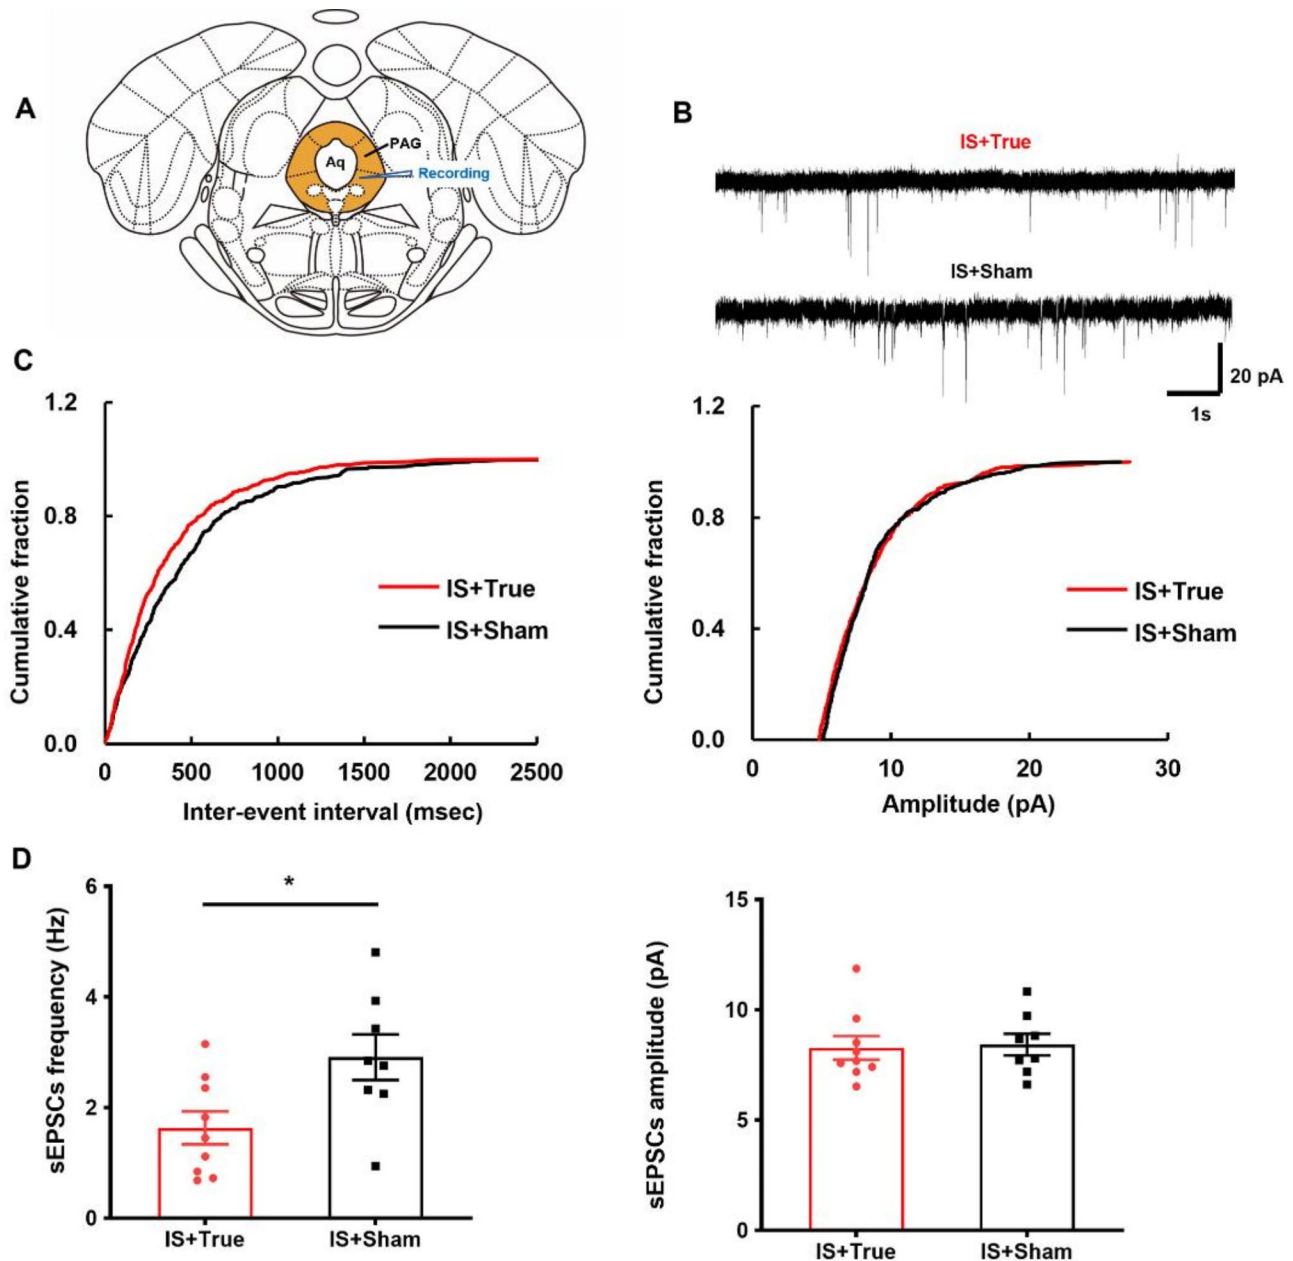 A
PAG
Aq
Recording
B
IS+True
IS+Sham
20 pA
1s
C
1.2
0.8
0.4
0.0
Cumulative fraction
IS+True
IS+Sham
0 500 1000 1500 2000 2500
Inter-event interval (msec)
1.2
0.8
0.4
0.0
Cumulative fraction
IS+True
IS+Sham
0 10 20 30
Amplitude (pA)
D
6
4
2
0
sEPSCs frequency (Hz)
*
IS+True IS+Sham
15
10
5
0
sEPSCs amplitude (pA)
IS+True IS+Sham